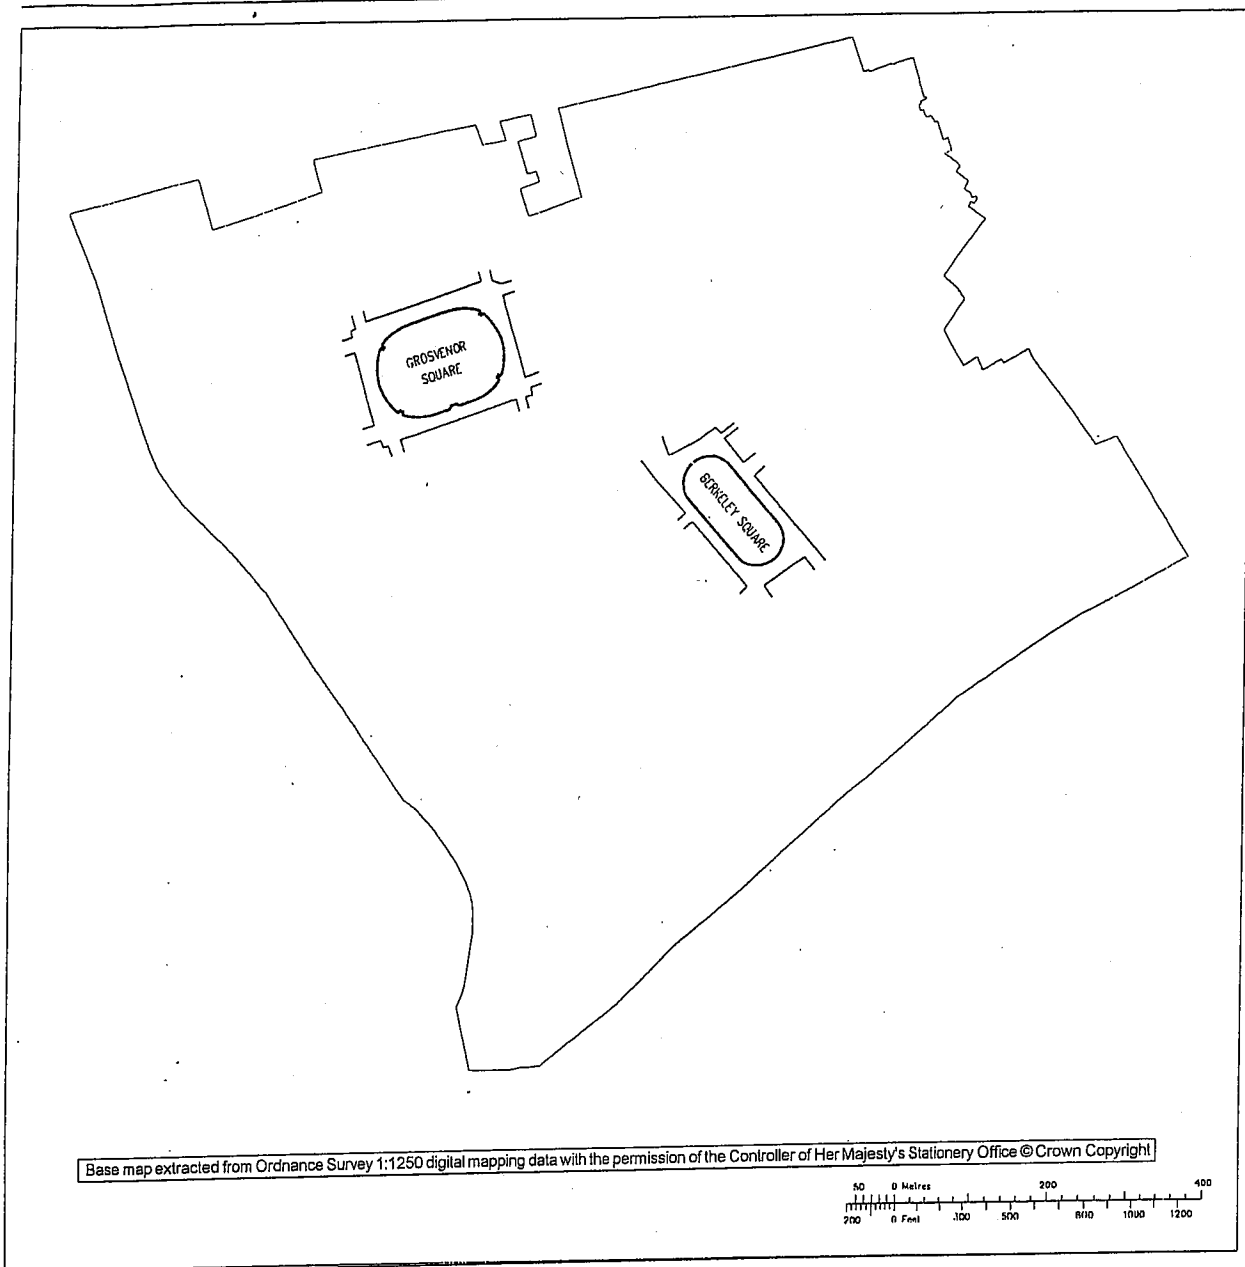 GROSVENOR
SQUARE
BERKELEY SQUARE
Base map extracted from Ordnance Survey 1:1250 digital mapping data with the permission of the Controller of Her Majesty's Stationery Office © Crown Copyright
50 0 Metres 200 400
200 0 Feet 500 1000 1200